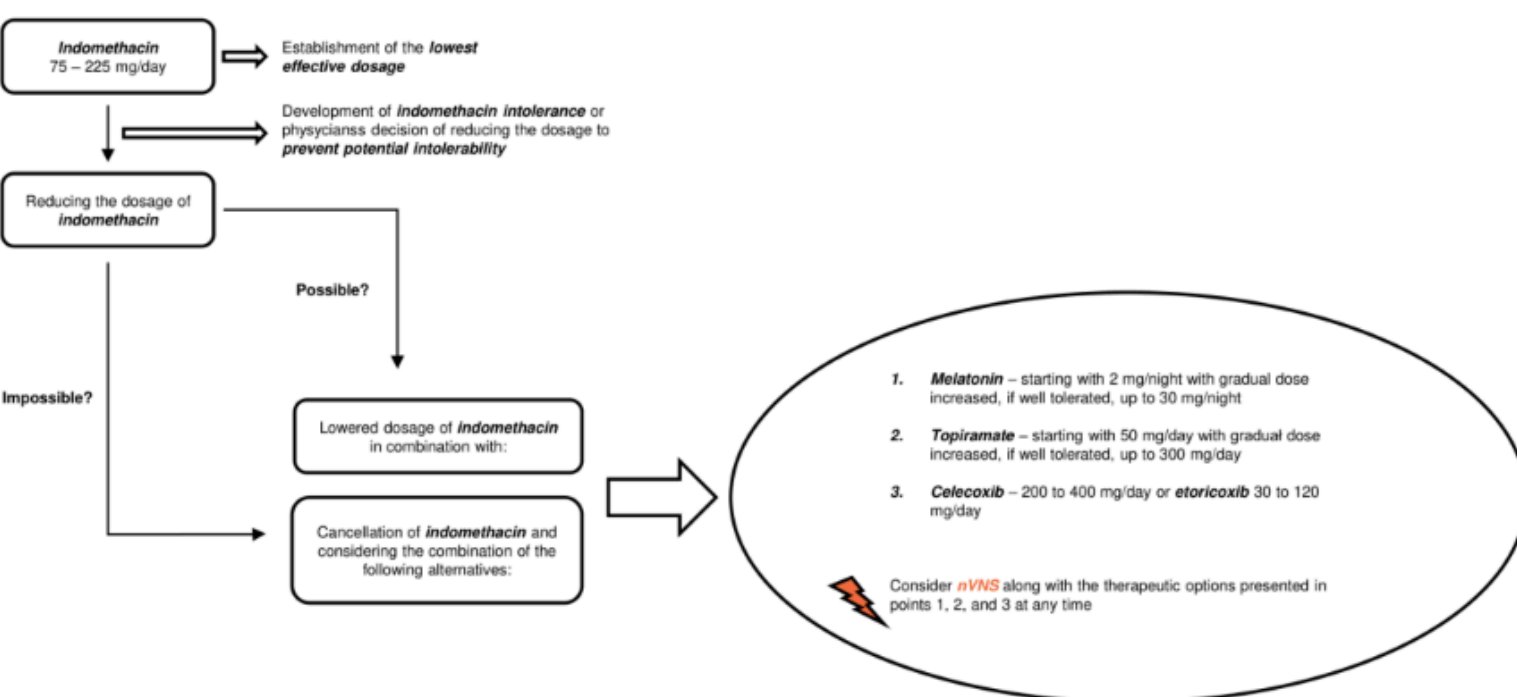 Indomethacin
75 – 225 mg/day
Establishment of the lowest
effective dosage
Development of indomethacin intolerance or
physycianss decision of reducing the dosage to
prevent potential intolerability
Reducing the dosage of
indomethacin
Possible?
Impossible?
Lowered dosage of indomethacin
in combination with:
Cancellation of indomethacin and
considering the combination of the
following alternatives:
1. Melatonin – starting with 2 mg/night with gradual dose
increased, if well tolerated, up to 30 mg/night
2. Topiramate – starting with 50 mg/day with gradual dose
increased, if well tolerated, up to 300 mg/day
3. Celecoxib – 200 to 400 mg/day or etoricoxib 30 to 120
mg/day
Consider nVNS along with the therapeutic options presented in
points 1, 2, and 3 at any time